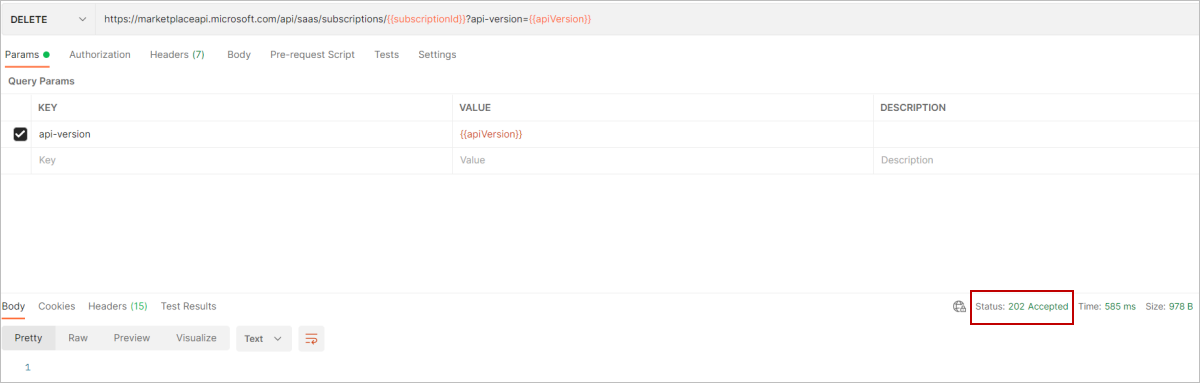 DELETE https://marketplaceapi.microsoft.com/api/saas/subscriptions/{{subscriptionId}}?api-version={{apiVersion}}
Params Authorization Headers (7) Body Pre-request Script Tests Settings
Query Params
KEY VALUE DESCRIPTION
api-version {{apiVersion}}
Key Value Description
Body Cookies Headers (15) Test Results Status: 202 Accepted Time: 585 ms Size: 978 B
Pretty Raw Preview Visualize Text
1